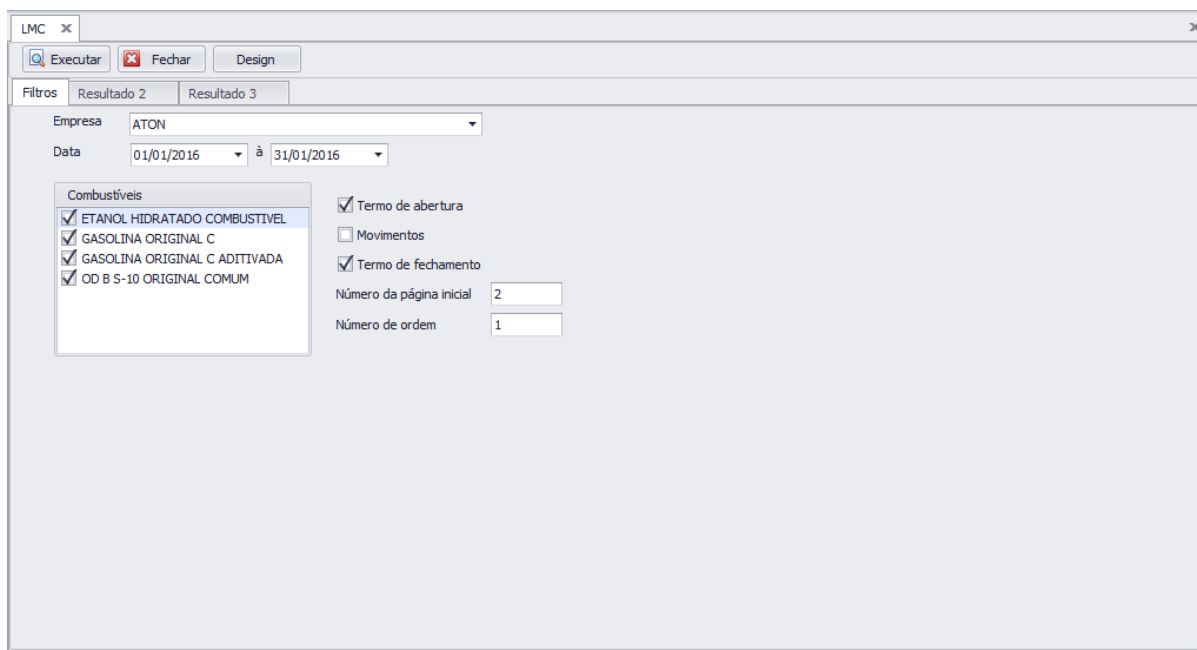 LMC
Executar Fechar Design
Filtros Resultado 2 Resultado 3
Empresa ATON
Data 01/01/2016 à 31/01/2016
Combustíveis
ETANOL HIDRATADO COMBUSTIVEL
GASOLINA ORIGINAL C
GASOLINA ORIGINAL C ADITIVADA
OD B S-10 ORIGINAL COMUM
Termo de abertura
Movimentos
Termo de fechamento
Número da página inicial 2
Número de ordem 1